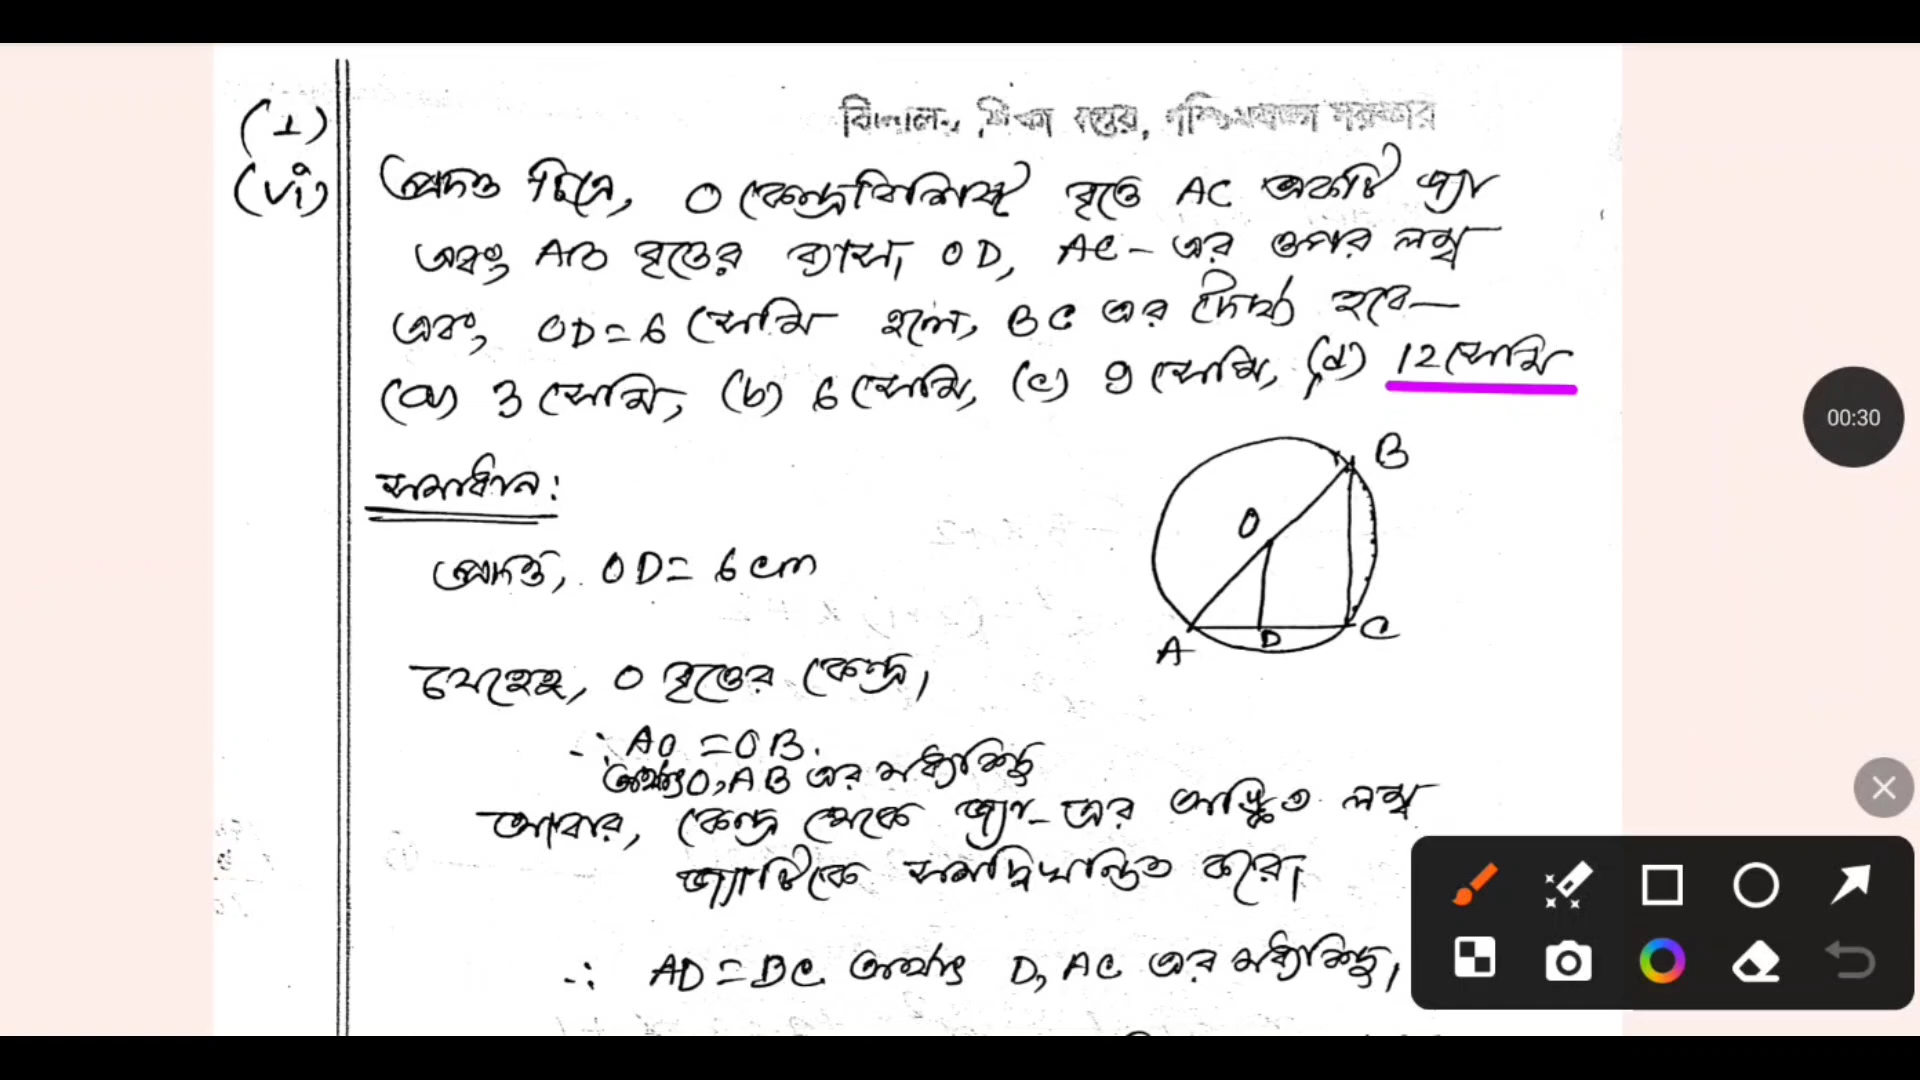 (1)
(vi) প্রদত্ত চিত্রে, O কেন্দ্রবিশিষ্ট বৃত্তে AC একটি জ্যা
এবং AB বৃত্তের ব্যাস। OD, AC-এর ওপর লম্ব
এবং OD = 6 সেমি হলে, BC এর দৈর্ঘ্য হবে—
(a) 3 সেমি, (b) 6 সেমি, (c) 9 সেমি, (d) 12 সেমি
সমাধান:
প্রদত্ত, OD = 6 cm
যেহেতু, O বৃত্তের কেন্দ্র।
∴ AO = OB.
অর্থাৎ O, AB এর মধ্যবিন্দু
আবার, কেন্দ্র থেকে জ্যা-এর অঙ্কিত লম্ব
জ্যাটিকে সমদ্বিখণ্ডিত করে।
∴ AD = DC অর্থাৎ D, AC এর মধ্যবিন্দু।
B
O
A
D
C
00:30